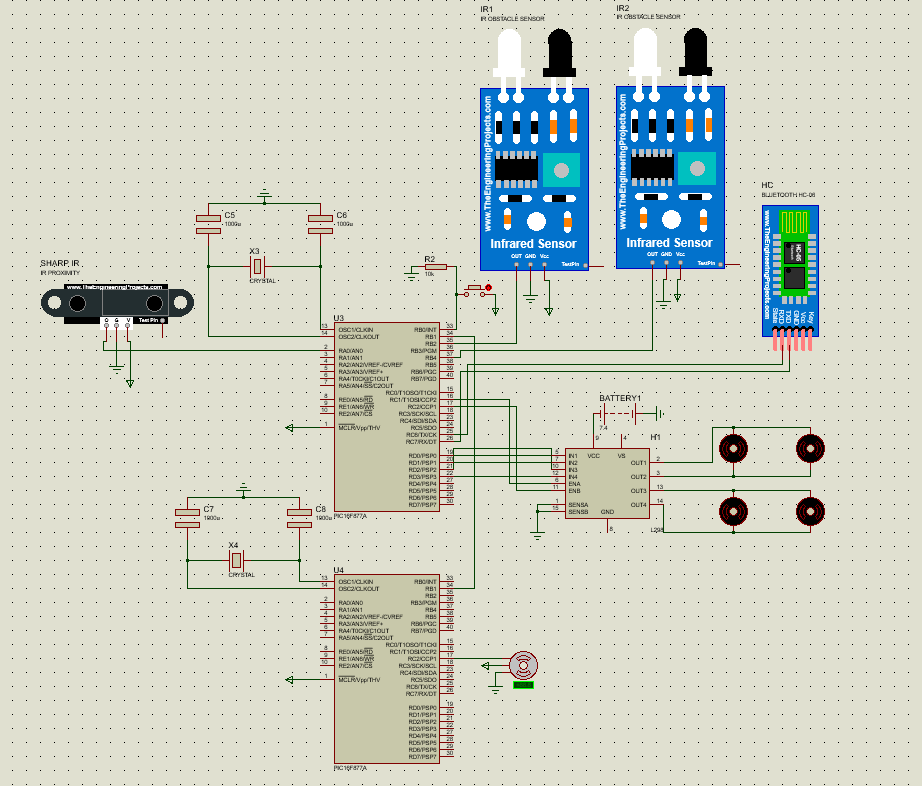 IR1
IR OBSTACLE SENSOR
IR2
IR OBSTACLE SENSOR
www.TheEngineeringProjects.com
Infrared Sensor
OUT GND Vcc
TestPin
www.TheEngineeringProjects.com
Infrared Sensor
OUT GND Vcc
TestPin
HC
BLUETOOTH HC-06
www.TheEngineeringProjects.com
HC-06
State
RXD
TXD
GND
Vcc
Key
C5
1000u
C6
1000u
X3
CRYSTAL
SHARP IR
IR PROXIMITY
www.TheEngineeringProjects.com
Test Pin
R2
10k
U3
13 OSC1/CLKIN
14 OSC2/CLKOUT
2 RA0/AN0
3 RA1/AN1
4 RA2/AN2/VREF-/CVREF
5 RA3/AN3/VREF+
6 RA4/T0CKI/C1OUT
7 RA5/AN4/SS/C2OUT
8 RE0/AN5/RD
9 RE1/AN6/WR
10 RE2/AN7/CS
1 MCLR/Vpp/THV
RB0/INT 33
RB1 34
RB2 35
RB3/PGM 36
RB4 37
RB5 38
RB6/PGC 39
RB7/PGD 40
RC0/T1OSO/T1CKI 15
RC1/T1OSI/CCP2 16
RC2/CCP1 17
RC3/SCK/SCL 18
RC4/SDI/SDA 23
RC5/SDO 24
RC6/TX/CK 25
RC7/RX/DT 26
RD0/PSP0 19
RD1/PSP1 20
RD2/PSP2 21
RD3/PSP3 22
RD4/PSP4 27
RD5/PSP5 28
RD6/PSP6 29
RD7/PSP7 30
PIC16F877A
BATTERY1
7.4
H1
5 IN1
7 IN2
10 IN3
12 IN4
6 ENA
11 ENB
1 SENSA
15 SENSB
9 VCC
4 VS
GND 8
OUT1 2
OUT2 3
OUT3 13
OUT4 14
L298
C7
1900u
C8
1900u
X4
CRYSTAL
U4
13 OSC1/CLKIN
14 OSC2/CLKOUT
2 RA0/AN0
3 RA1/AN1
4 RA2/AN2/VREF-/CVREF
5 RA3/AN3/VREF+
6 RA4/T0CKI/C1OUT
7 RA5/AN4/SS/C2OUT
8 RE0/AN5/RD
9 RE1/AN6/WR
10 RE2/AN7/CS
1 MCLR/Vpp/THV
RB0/INT 33
RB1 34
RB2 35
RB3/PGM 36
RB4 37
RB5 38
RB6/PGC 39
RB7/PGD 40
RC0/T1OSO/T1CKI 15
RC1/T1OSI/CCP2 16
RC2/CCP1 17
RC3/SCK/SCL 18
RC4/SDI/SDA 23
RC5/SDO 24
RC6/TX/CK 25
RC7/RX/DT 26
RD0/PSP0 19
RD1/PSP1 20
RD2/PSP2 21
RD3/PSP3 22
RD4/PSP4 27
RD5/PSP5 28
RD6/PSP6 29
RD7/PSP7 30
PIC16F877A